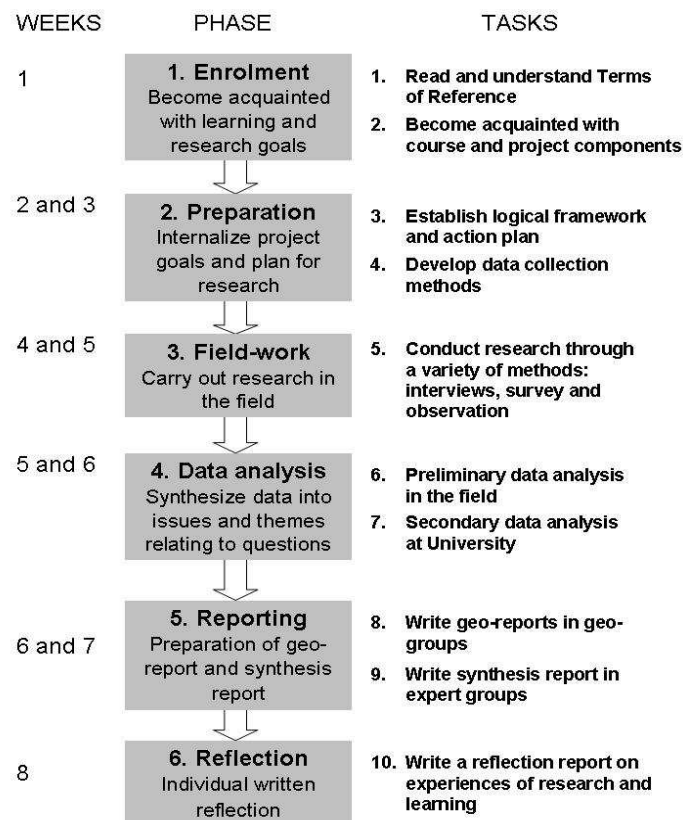 WEEKS PHASE TASKS
1
1. Enrolment
Become acquainted
with learning and
research goals
1. Read and understand Terms
of Reference
2. Become acquainted with
course and project components
2 and 3
2. Preparation
Internalize project
goals and plan for
research
3. Establish logical framework
and action plan
4. Develop data collection
methods
4 and 5
3. Field-work
Carry out research in
the field
5. Conduct research through
a variety of methods:
interviews, survey and
observation
5 and 6
4. Data analysis
Synthesize data into
issues and themes
relating to questions
6. Preliminary data analysis
in the field
7. Secondary data analysis
at University
6 and 7
5. Reporting
Preparation of geo-
report and synthesis
report
8. Write geo-reports in geo-
groups
9. Write synthesis report in
expert groups
8
6. Reflection
Individual written
reflection
10. Write a reflection report on
experiences of research and
learning